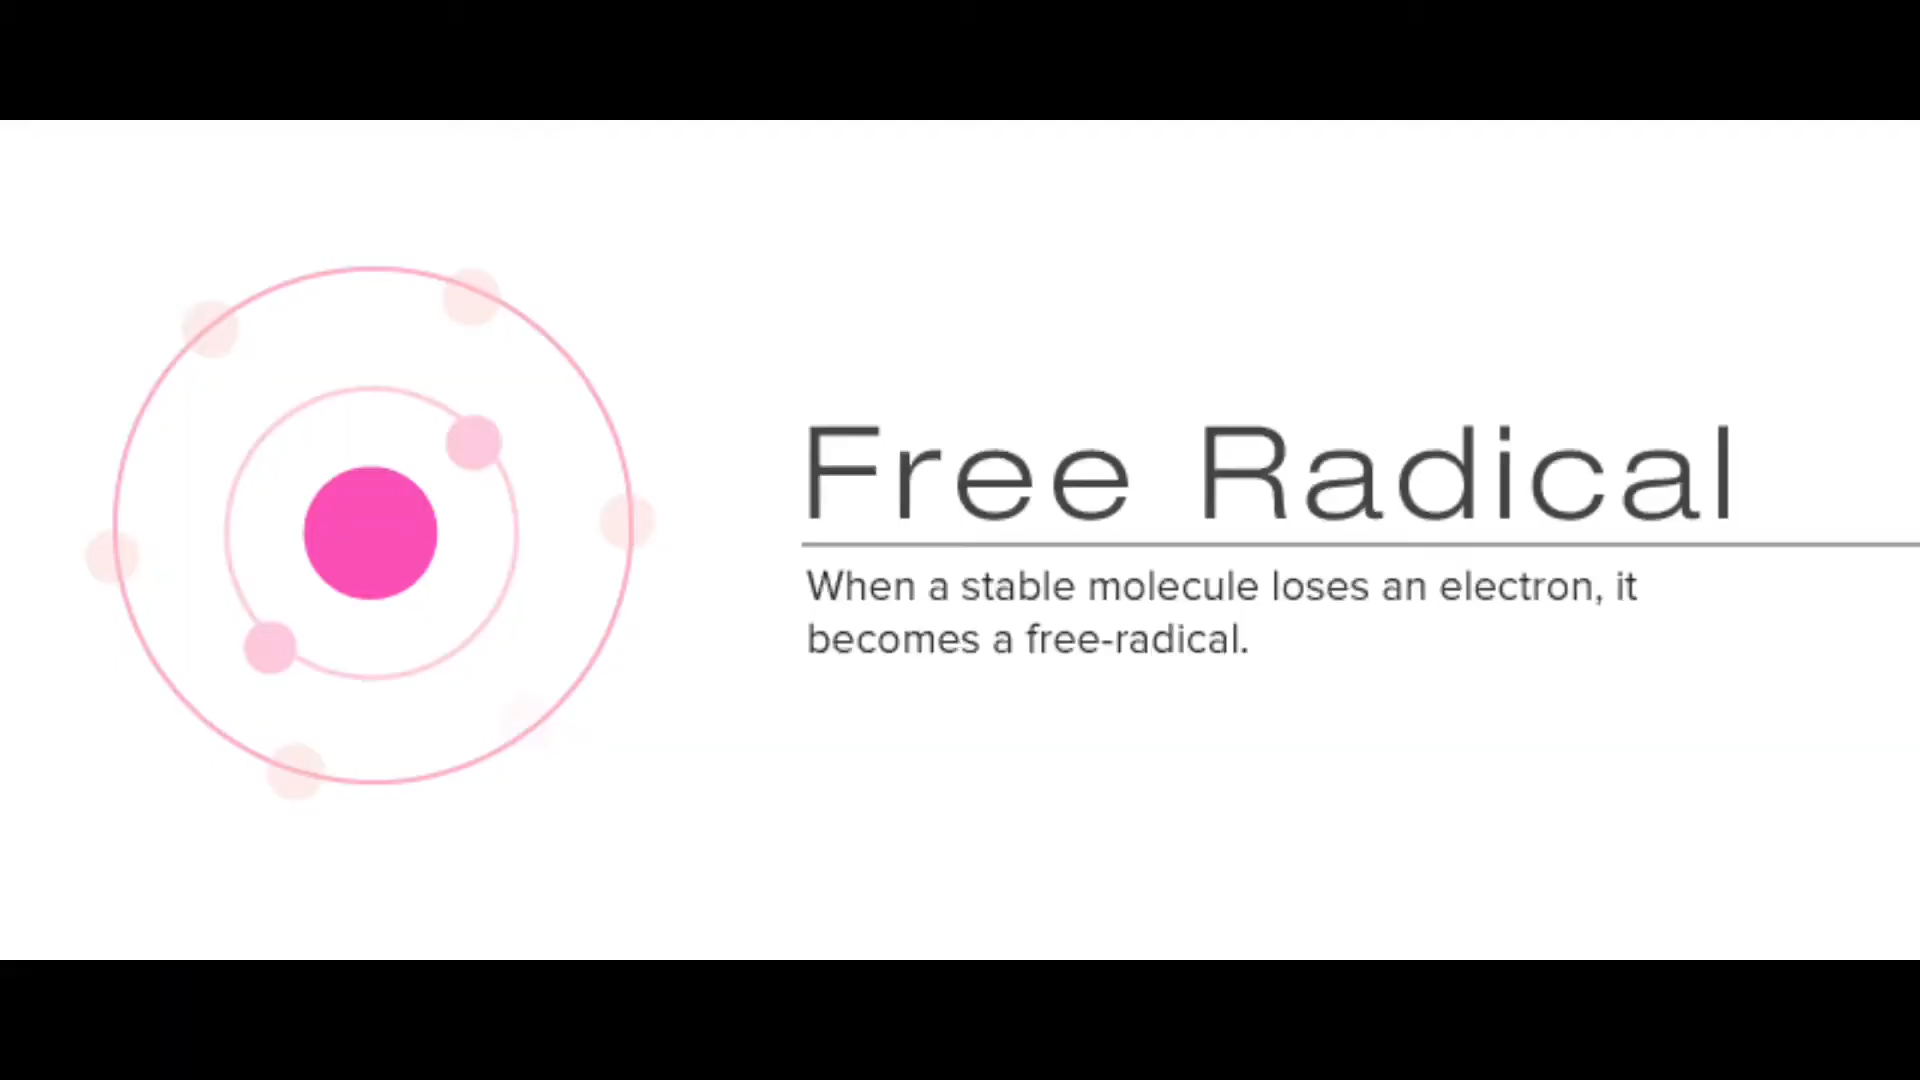 Free Radical
When a stable molecule loses an electron, it
becomes a free-radical.